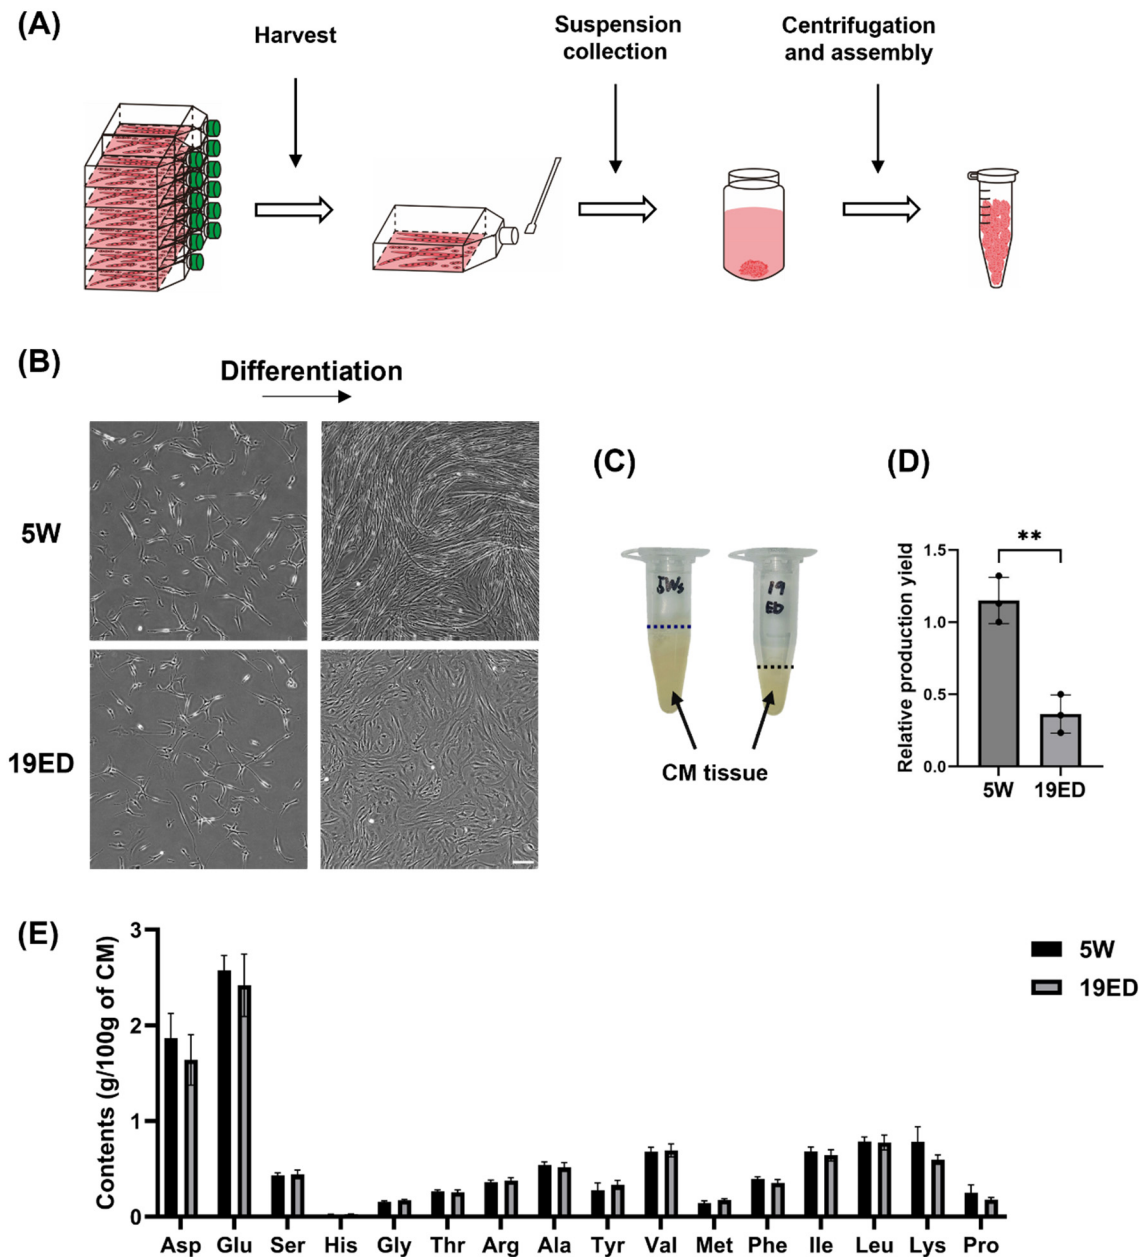 (A)
Harvest
Suspension
collection
Centrifugation
and assembly
(B)
Differentiation
5W
19ED
(C)
5Ws
19
ED
CM tissue
(D)
**
Relative production yield
1.5
1.0
0.5
0.0
5W 19ED
(E)
Contents (g/100g of CM)
3
2
1
0
Asp Glu Ser His Gly Thr Arg Ala Tyr Val Met Phe Ile Leu Lys Pro
5W
19ED